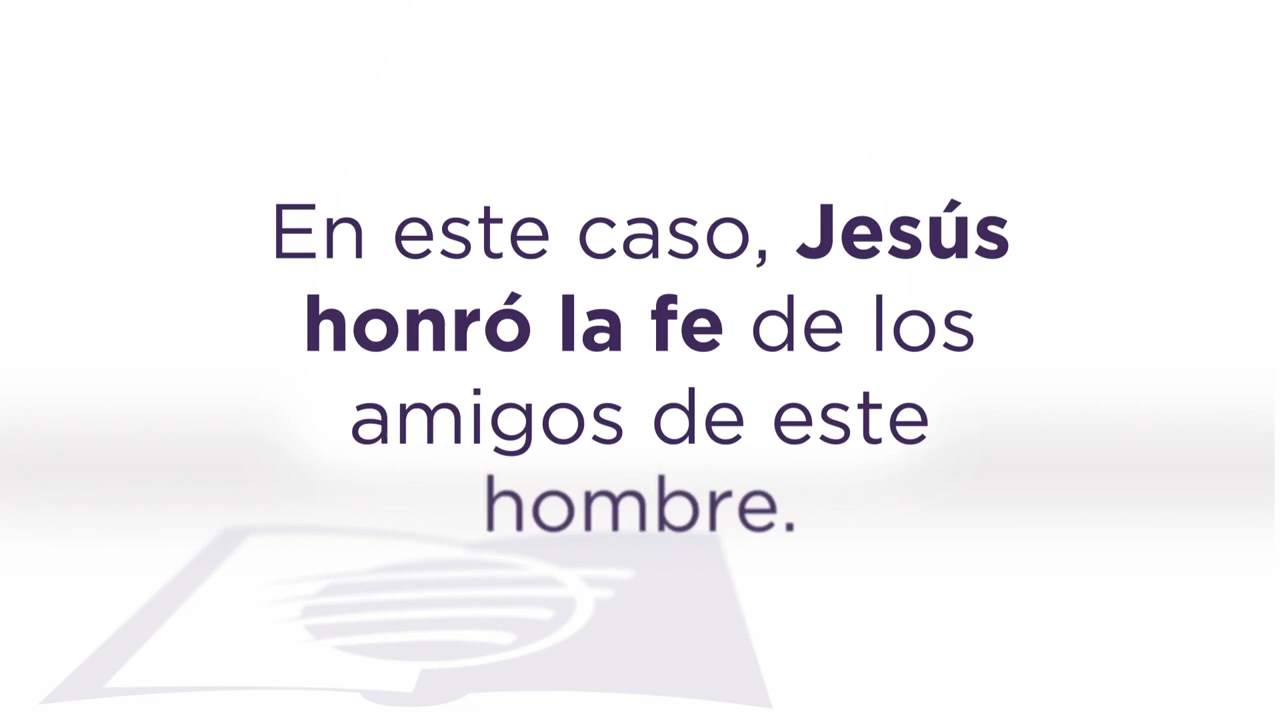 En este caso, Jesús
honró la fe de los
amigos de este
hombre.